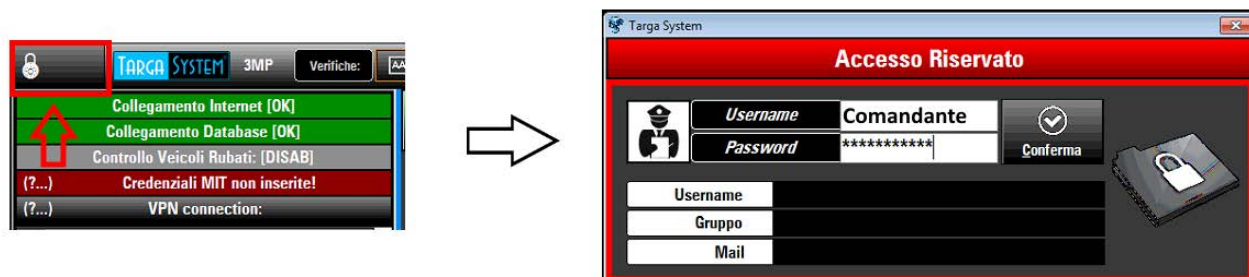 TARGA SYSTEM 3MP Verifiche: AA
Collegamento Internet [OK]
Collegamento Database [OK]
Controllo Veicoli Rubati: [DISAB]
(?...) Credenziali MIT non inserite!
(?...) VPN connection:
Targa System
Accesso Riservato
Username Comandante
Password ***********
Conferma
Username
Gruppo
Mail